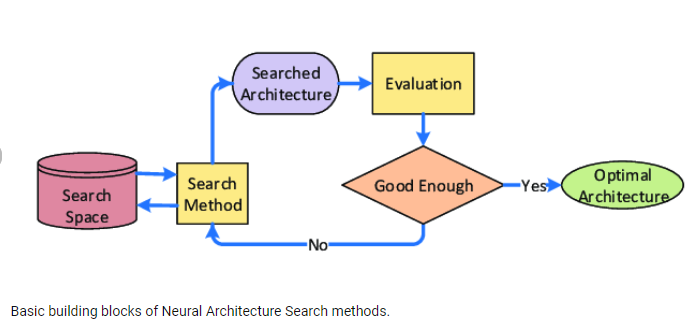 Searched
Architecture
Evaluation
Search
Space
Search
Method
Good Enough
Yes
Optimal
Architecture
No
Basic building blocks of Neural Architecture Search methods.